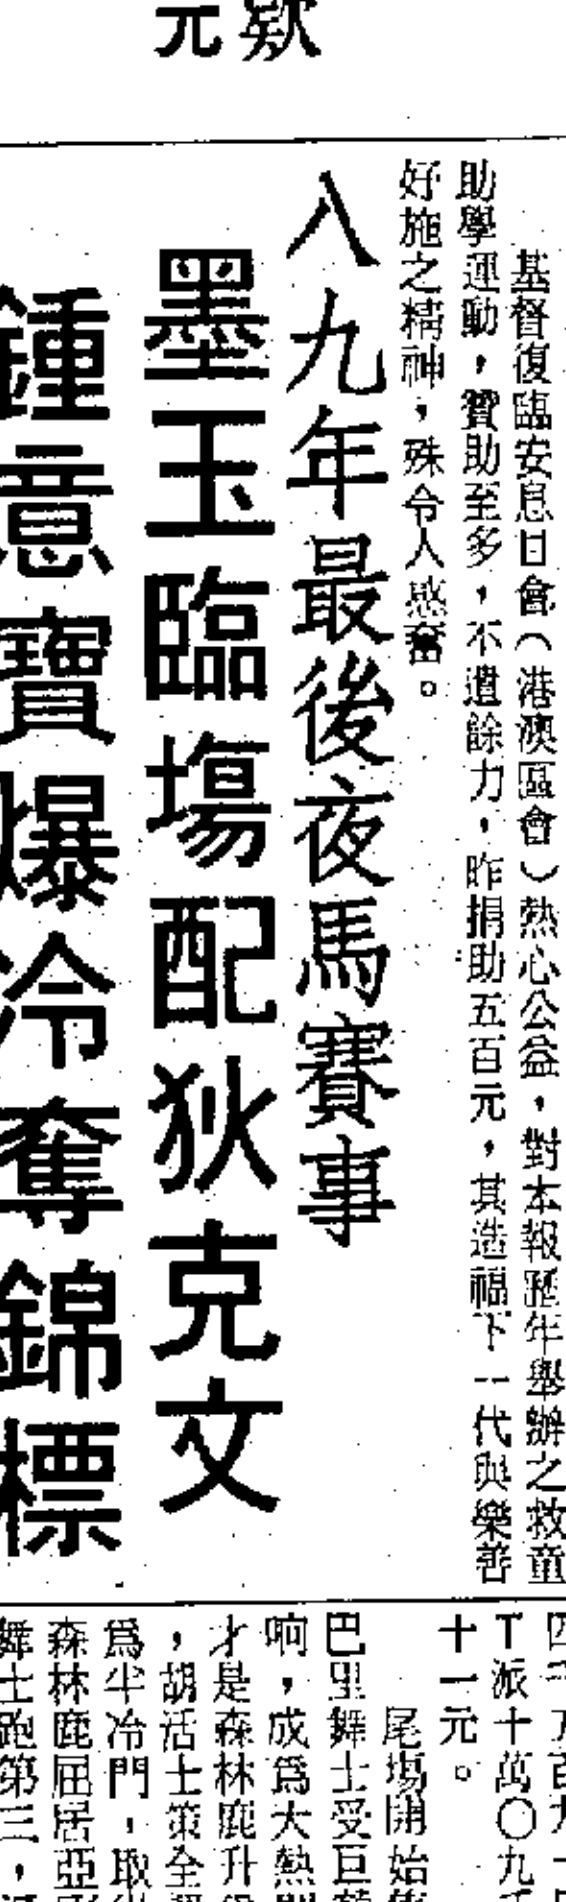 欵
元
基督復臨安息日會（港澳區會）熱心公益，對本報歷年舉辦之救童
助學運動，贊助至多，不遺餘力，昨捐助五百元，其造福下一代與樂善
好施之精神，殊令人感奮。
八九年最後夜馬賽事
墨玉臨塲配狄克文
鍾意寶爆冷奪錦標
T派十萬〇九千
十一元。
尾塲開始
巴里舞士受巨
响，成爲大熱
才是森林鹿升
，胡活士策全
爲半冷門，取
森林鹿屈居亞
舞士跑第三，